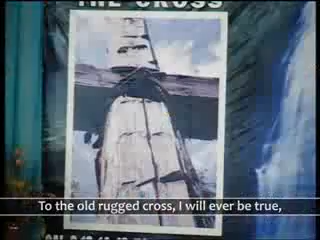 THE CROSS
To the old rugged cross, I will ever be true,